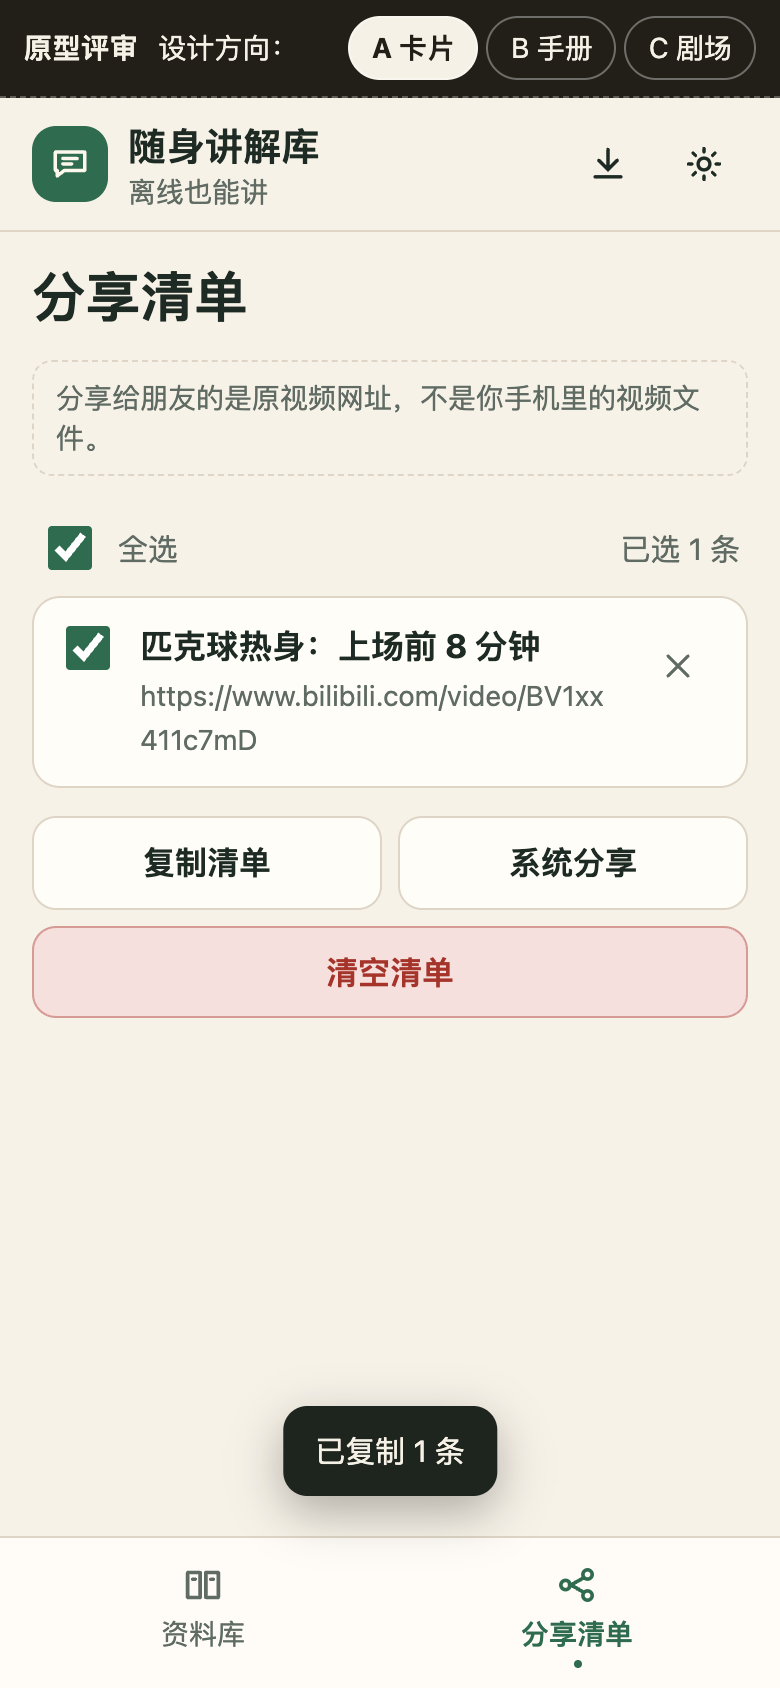 原型评审 设计方向： A 卡片 B 手册 C 剧场
随身讲解库
离线也能讲
分享清单
分享给朋友的是原视频网址，不是你手机里的视频文
件。
全选 已选 1 条
匹克球热身：上场前 8 分钟
https://www.bilibili.com/video/BV1xx
411c7mD
复制清单 系统分享
清空清单
已复制 1 条
资料库 分享清单